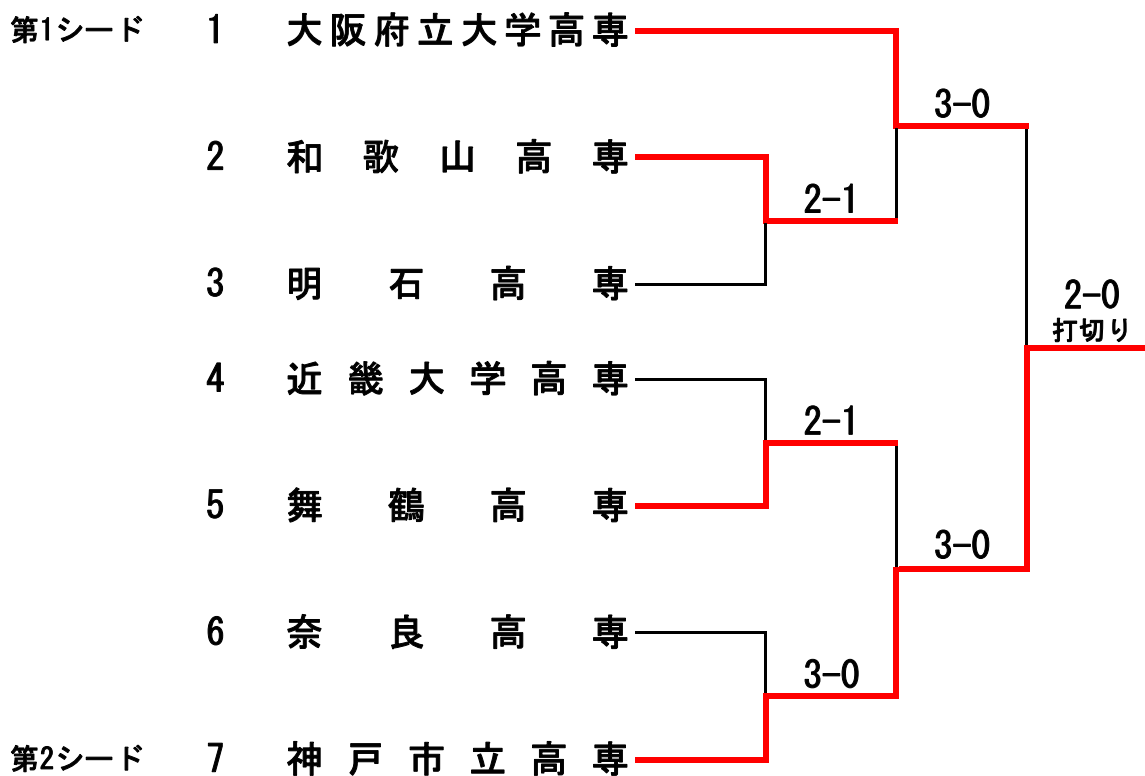 第1シード 1 大阪府立大学高専
3-0
2 和歌山高専
2-1
3 明石高専
2-0
打切り
4 近畿大学高専
2-1
5 舞鶴高専
3-0
6 奈良高専
3-0
第2シード 7 神戸市立高専